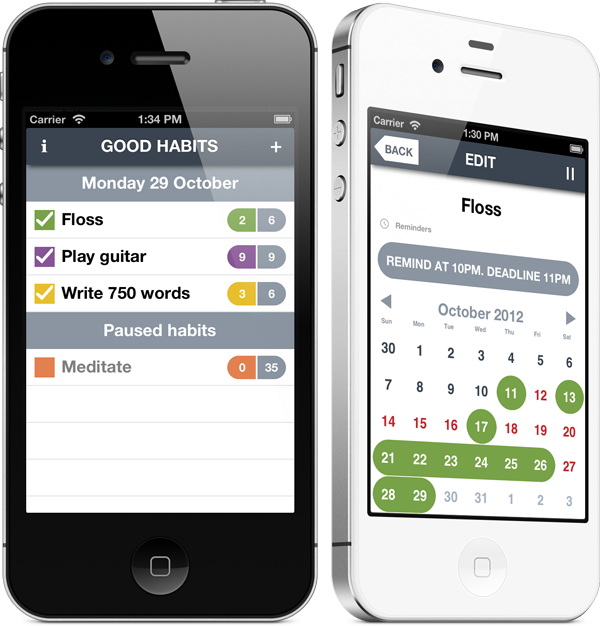 Carrier 1:34 PM
i GOOD HABITS +
Monday 29 October
Floss 2 6
Play guitar 9 9
Write 750 words 3 6
Paused habits
Meditate 0 35
Carrier 1:30 PM
BACK EDIT
Floss
Reminders
REMIND AT 10PM. DEADLINE 11PM
October 2012
Sun Mon Tue Wed Thu Fri Sat
30 1 2 3 4 5 6
7 8 9 10 11 12 13
14 15 16 17 18 19 20
21 22 23 24 25 26 27
28 29 30 31 1 2 3